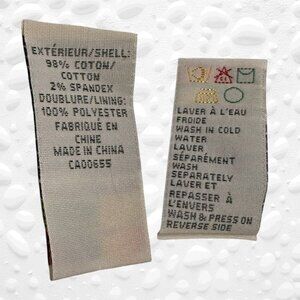 EXTÉRIEUR/SHELL:
98% COTON/
COTTON
2% SPANDEX
DOUBLURE/LINING:
100% POLYESTER
FABRIQUÉ EN
CHINE
MADE IN CHINA
CA00655
LAVER À L'EAU
FROIDE
WASH IN COLD
WATER
LAVER
SÉPARÉMENT
WASH
SEPARATELY
LAVER ET
REPASSER À
L'ENVERS
WASH & PRESS ON
REVERSE SIDE